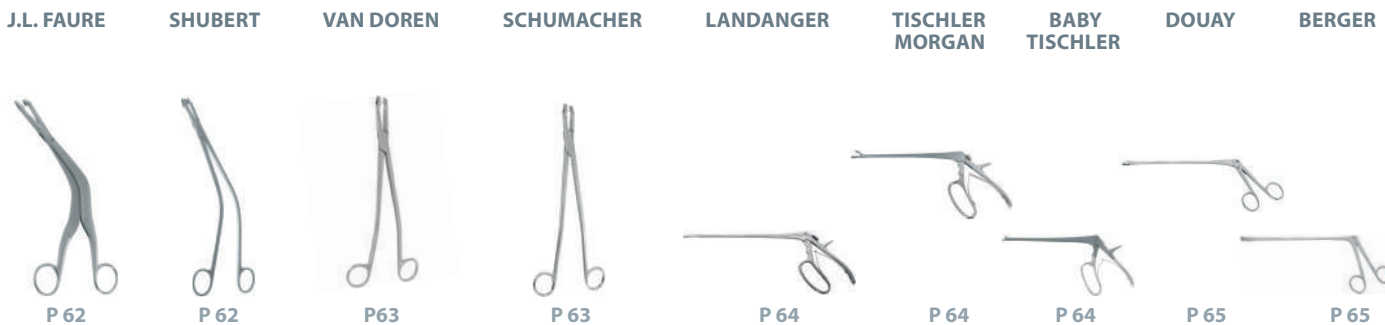 J.L. FAURE
SHUBERT
VAN DOREN
SCHUMACHER
LANDANGER
TISCHLER
MORGAN
BABY
TISCHLER
DOUAY
BERGER
P 62
P 62
P63
P 63
P 64
P 64
P 64
P 65
P 65